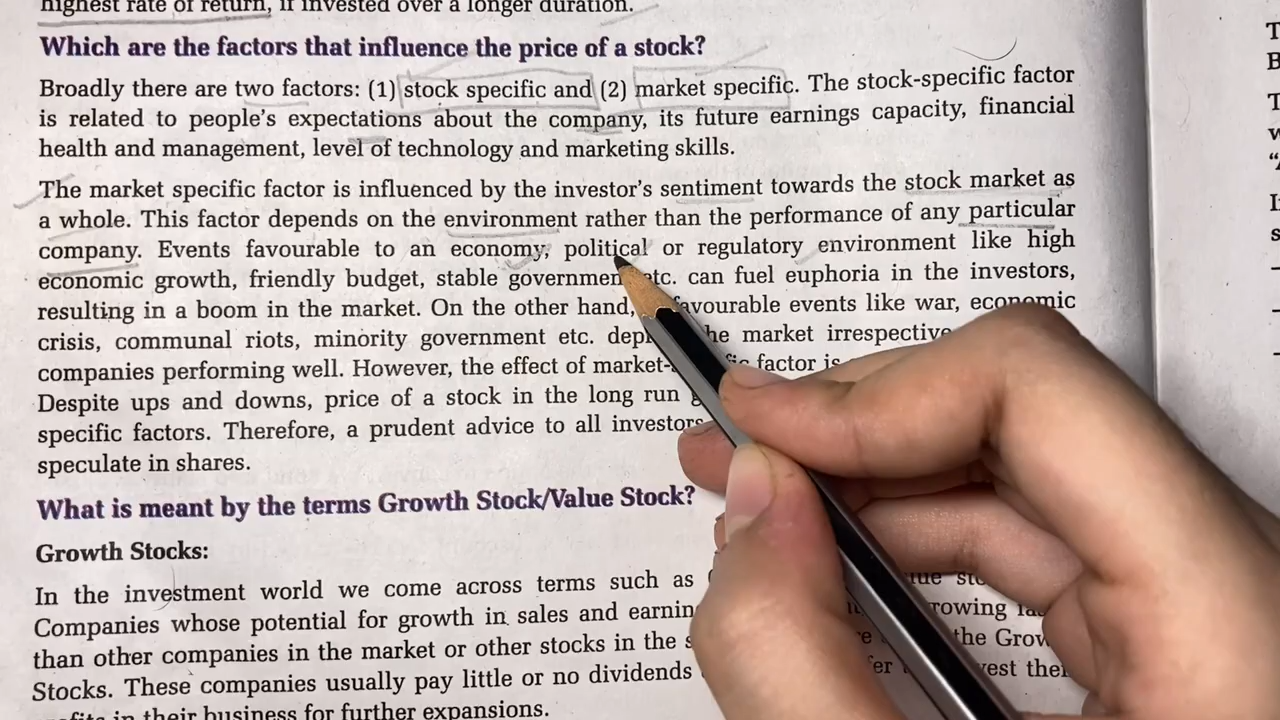 highest rate of return, if invested over a longer duration.
Which are the factors that influence the price of a stock?
Broadly there are two factors: (1) stock specific and (2) market specific. The stock-specific factor
is related to people's expectations about the company, its future earnings capacity, financial
health and management, level of technology and marketing skills.
The market specific factor is influenced by the investor's sentiment towards the stock market as
a whole. This factor depends on the environment rather than the performance of any particular
company. Events favourable to an economy, political or regulatory environment like high
economic growth, friendly budget, stable governmen etc. can fuel euphoria in the investors,
resulting in a boom in the market. On the other hand, favourable events like war, economic
crisis, communal riots, minority government etc. depr he market irrespective
companies performing well. However, the effect of market- fic factor is
Despite ups and downs, price of a stock in the long run g
specific factors. Therefore, a prudent advice to all investors
speculate in shares.
What is meant by the terms Growth Stock/Value Stock?
Growth Stocks:
In the investment world we come across terms such as
Companies whose potential for growth in sales and earnin rowing
than other companies in the market or other stocks in the s the Grow
Stocks. These companies usually pay little or no dividends fer vest thei
in their business for further expansions.
T
B
T
w
“
I
s